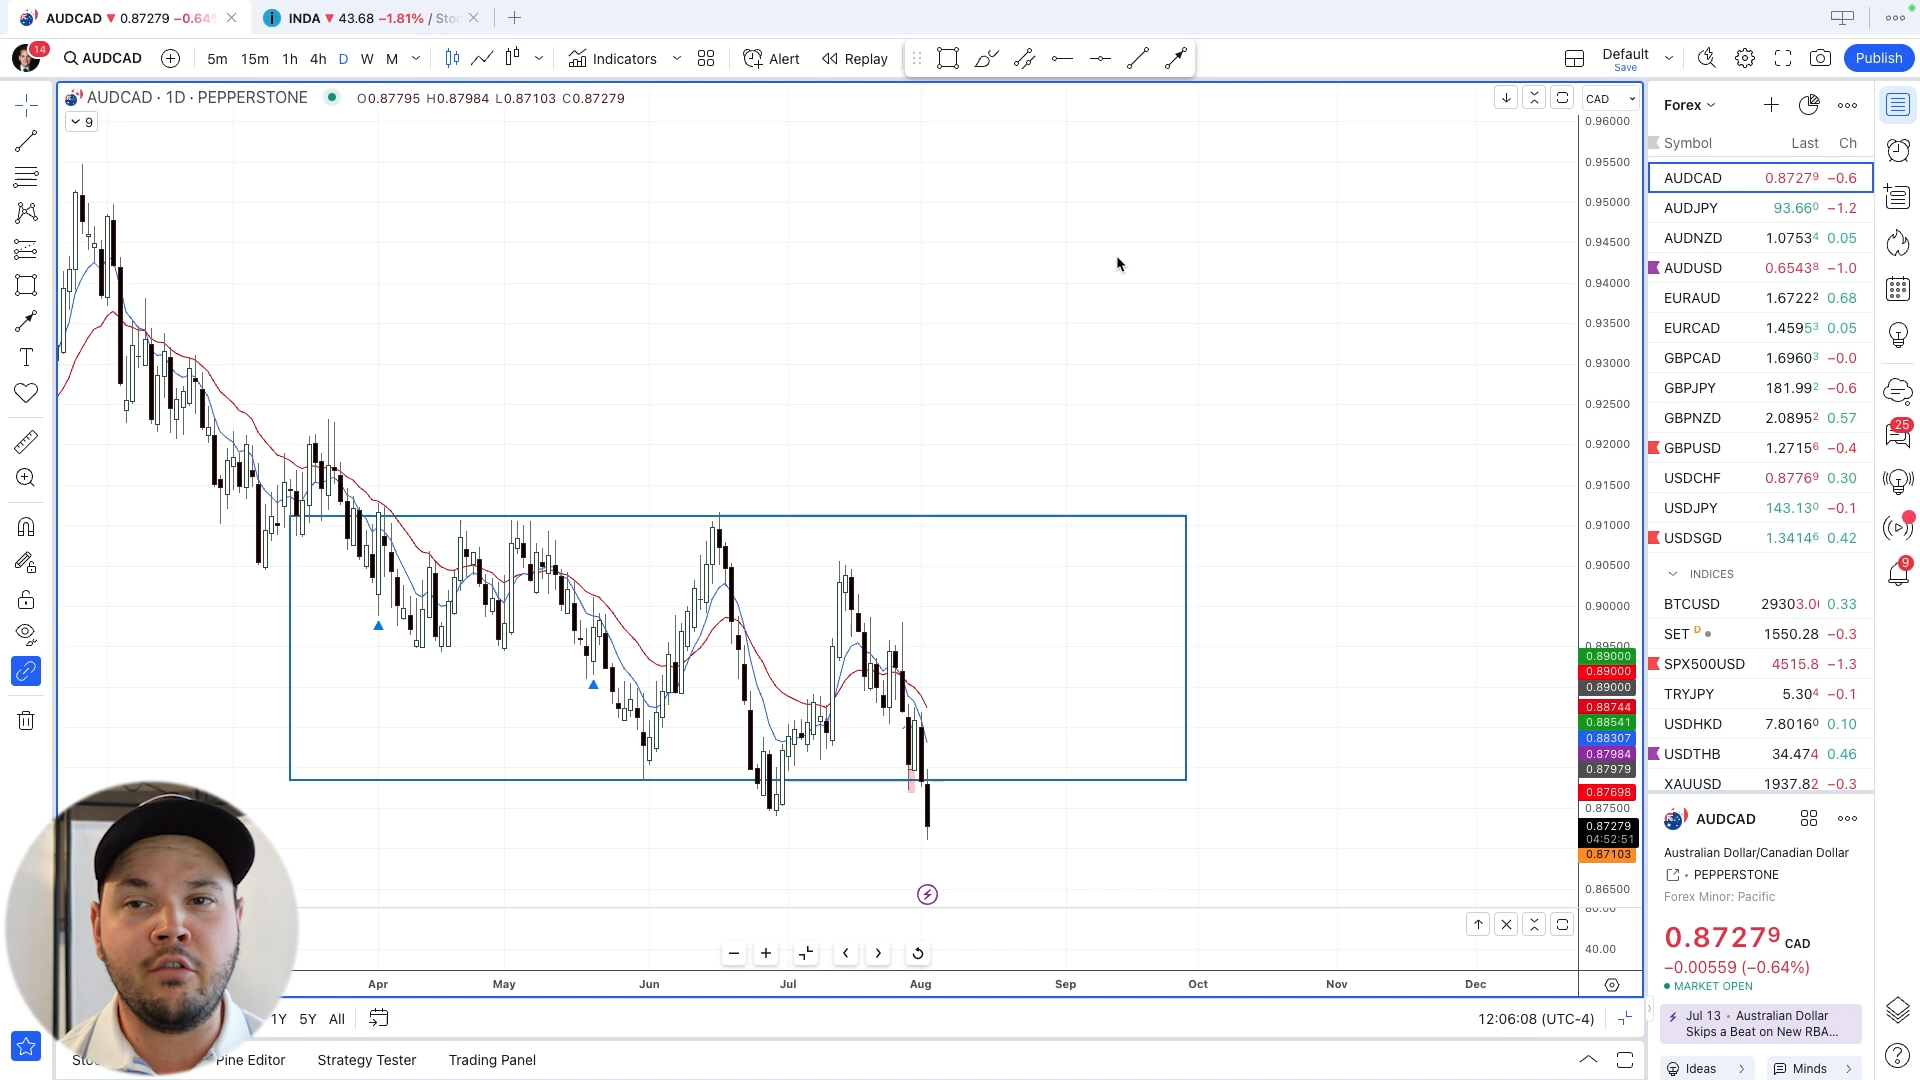 AUDCAD ▼ 0.87279 −0.64%
INDA ▼ 43.68 −1.81% / Sto
14
AUDCAD
5m 15m 1h 4h D W M
Indicators
Alert
Replay
Default
Save
Publish
AUDCAD · 1D · PEPPERSTONE
O0.87795 H0.87984 L0.87103 C0.87279
9
CAD
0.96000
0.95500
0.95000
0.94500
0.94000
0.93500
0.93000
0.92500
0.92000
0.91500
0.91000
0.90500
0.90000
0.89500
0.89000
0.89000
0.89000
0.88744
0.88541
0.88307
0.87984
0.87979
0.87698
0.87500
0.87279
04:52:51
0.87103
0.86500
80.00
40.00
Apr May Jun Jul Aug Sep Oct Nov Dec
1Y 5Y All
12:06:08 (UTC-4)
Pine Editor
Strategy Tester
Trading Panel
Forex
Symbol Last Ch
AUDCAD 0.87279 −0.6
AUDJPY 93.660 −1.2
AUDNZD 1.07534 0.05
AUDUSD 0.65438 −1.0
EURAUD 1.67222 0.68
EURCAD 1.45953 0.05
GBPCAD 1.69603 −0.0
GBPJPY 181.992 −0.6
GBPNZD 2.08952 0.57
GBPUSD 1.27156 −0.4
USDCHF 0.87769 0.30
USDJPY 143.130 −0.1
USDSGD 1.34146 0.42
INDICES
BTCUSD 29303.0 0.33
SET D 1550.28 −0.3
SPX500USD 4515.8 −1.3
TRYJPY 5.304 −0.1
USDHKD 7.80160 0.10
USDTHB 34.474 0.46
XAUUSD 1937.82 −0.3
AUDCAD
Australian Dollar/Canadian Dollar
PEPPERSTONE
Forex Minor: Pacific
0.87279 CAD
−0.00559 (−0.64%)
MARKET OPEN
Jul 13 • Australian Dollar
Skips a Beat on New RBA...
Ideas
Minds
25
9